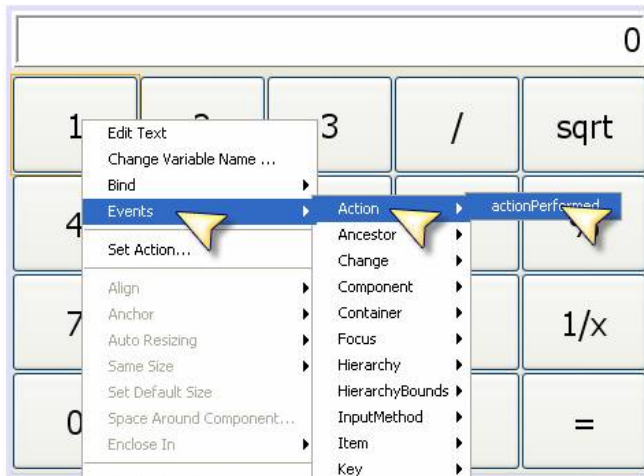 0
1
3
/
sqrt
4
7
1/x
0
=
Edit Text
Change Variable Name ...
Bind
Events
Set Action...
Align
Anchor
Auto Resizing
Same Size
Set Default Size
Space Around Component...
Enclose In
Action
Ancestor
Change
Component
Container
Focus
Hierarchy
HierarchyBounds
InputMethod
Item
Key
actionPerformed